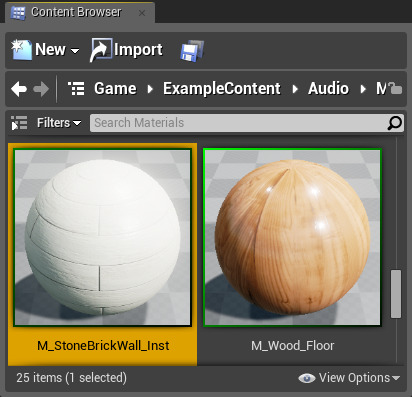 Content Browser
New Import
Game ExampleContent Audio M
Filters Search Materials
M_StoneBrickWall_Inst M_Wood_Floor
25 items (1 selected) View Options